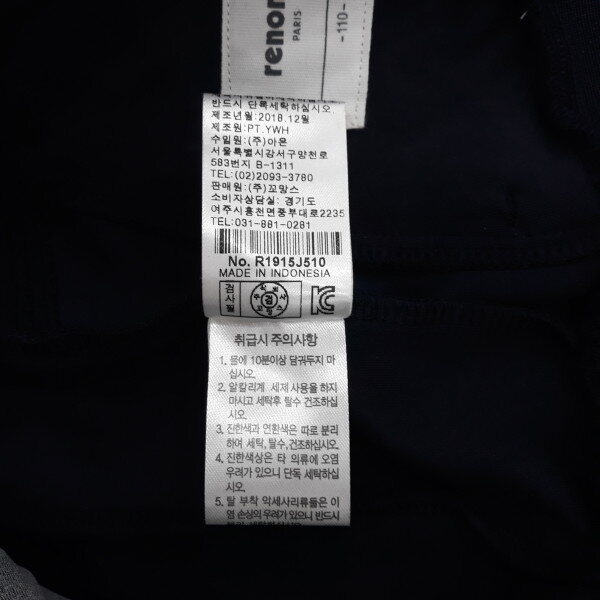 renom
PARIS
-110-
반드시 단독세탁하십시오.
제조년월:2018.12월
제조원:PT.YWH
수입원:(주)아몬
서울특별시강서구양천로
583번지 B-1311
TEL:(02)2093-3780
판매원:(주)꼬망스
소비자상담실:경기도
여주시흥천면풍부대로2235
TEL:031-881-0281
No. R1915J510
MADE IN INDONESIA
검사필
검
취급시 주의사항
1. 물에 10분이상 담궈두지 마
십시오.
2. 알칼리계 세제 사용을 하지
마시고 세탁후 탈수 건조하십
시오.
3. 진한색과 연환색은 따로 분리
하여 세탁, 탈수, 건조하십시오.
4. 진한색상은 타 의류에 오염
우려가 있으니 단독 세탁하십
시오.
5. 탈 부착 악세사리류들은 이
염 손상의 우려가 있으니 반드시